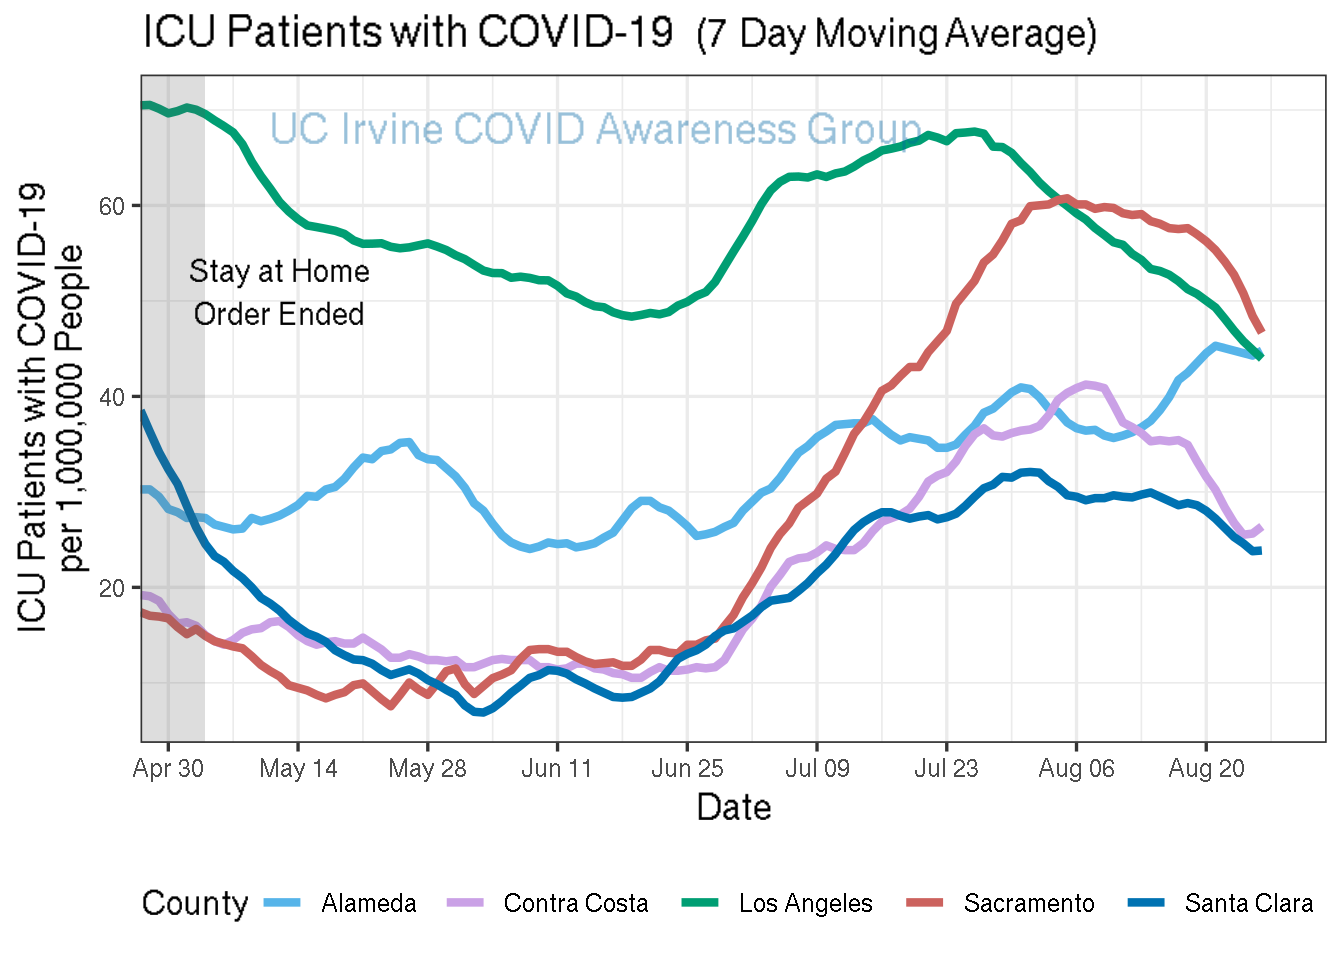 ICU Patients with COVID-19 (7 Day Moving Average)
UC Irvine COVID Awareness Group
ICU Patients with COVID-19
per 1,000,000 People
60
40
20
Stay at Home
Order Ended
Apr 30 May 14 May 28 Jun 11 Jun 25 Jul 09 Jul 23 Aug 06 Aug 20
Date
County Alameda Contra Costa Los Angeles Sacramento Santa Clara